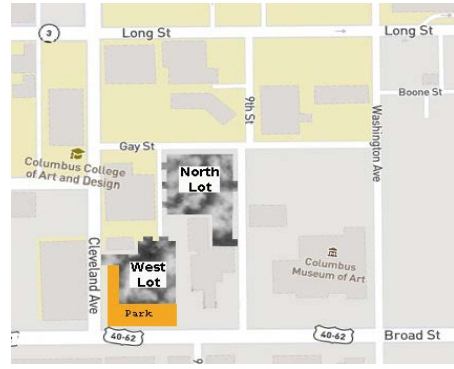 3
Long St
Long St
Boone St
9th St
Washington Ave
Gay St
Columbus College
of Art and Design
North
Lot
Cleveland Ave
West
Lot
Columbus
Museum of Art
Park
40-62
40-62
Broad St
9